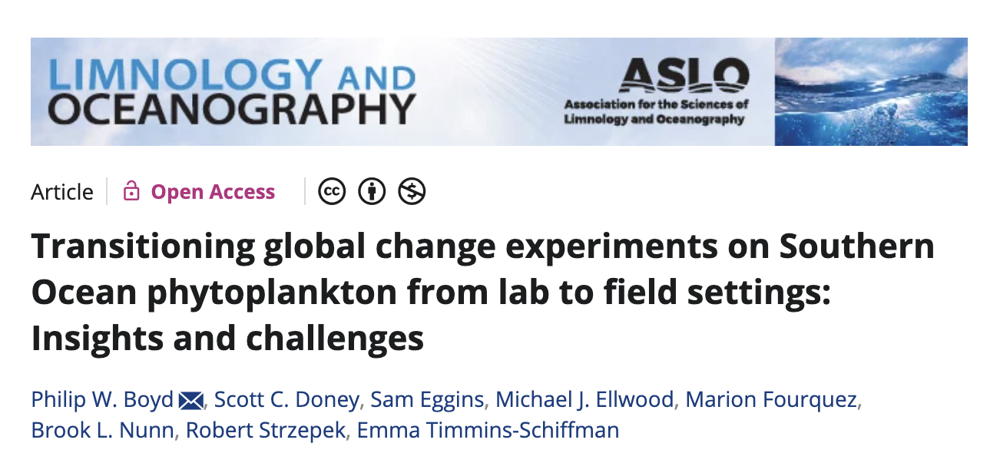 LIMNOLOGY AND
OCEANOGRAPHY
ASLO
Association for the Sciences of
Limnology and Oceanography
Article
Open Access
cc
Transitioning global change experiments on Southern
Ocean phytoplankton from lab to field settings:
Insights and challenges
Philip W. Boyd, Scott C. Doney, Sam Eggins, Michael J. Ellwood, Marion Fourquez,
Brook L. Nunn, Robert Strzepek, Emma Timmins-Schiffman